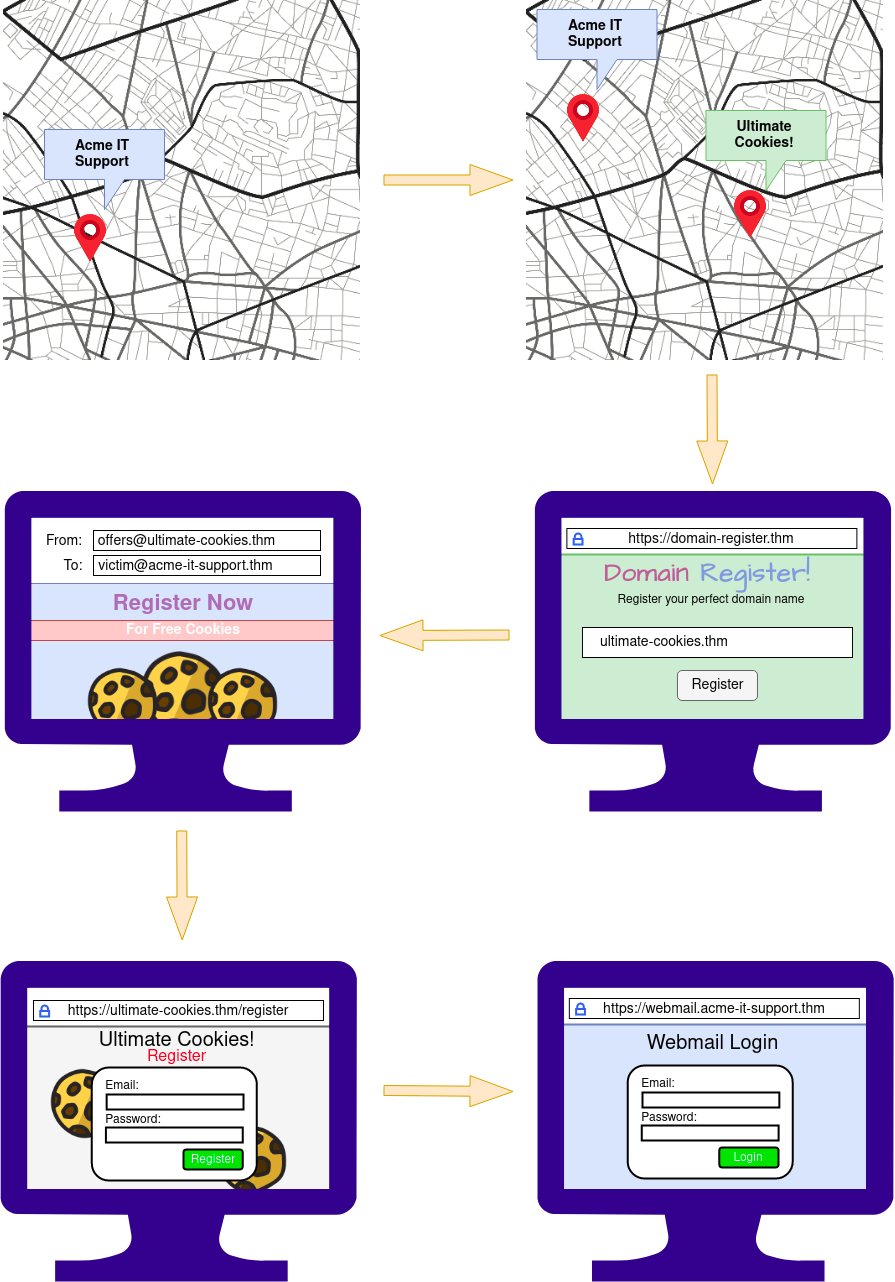 Acme IT
Support
Acme IT
Support
Ultimate
Cookies!
From:
offers@ultimate-cookies.thm
To:
victim@acme-it-support.thm
Register Now
For Free Cookies
https://domain-register.thm
Domain Register!
Register your perfect domain name
ultimate-cookies.thm
Register
https://ultimate-cookies.thm/register
Ultimate Cookies!
Register
Email:
Password:
Register
https://webmail.acme-it-support.thm
Webmail Login
Email:
Password:
Login